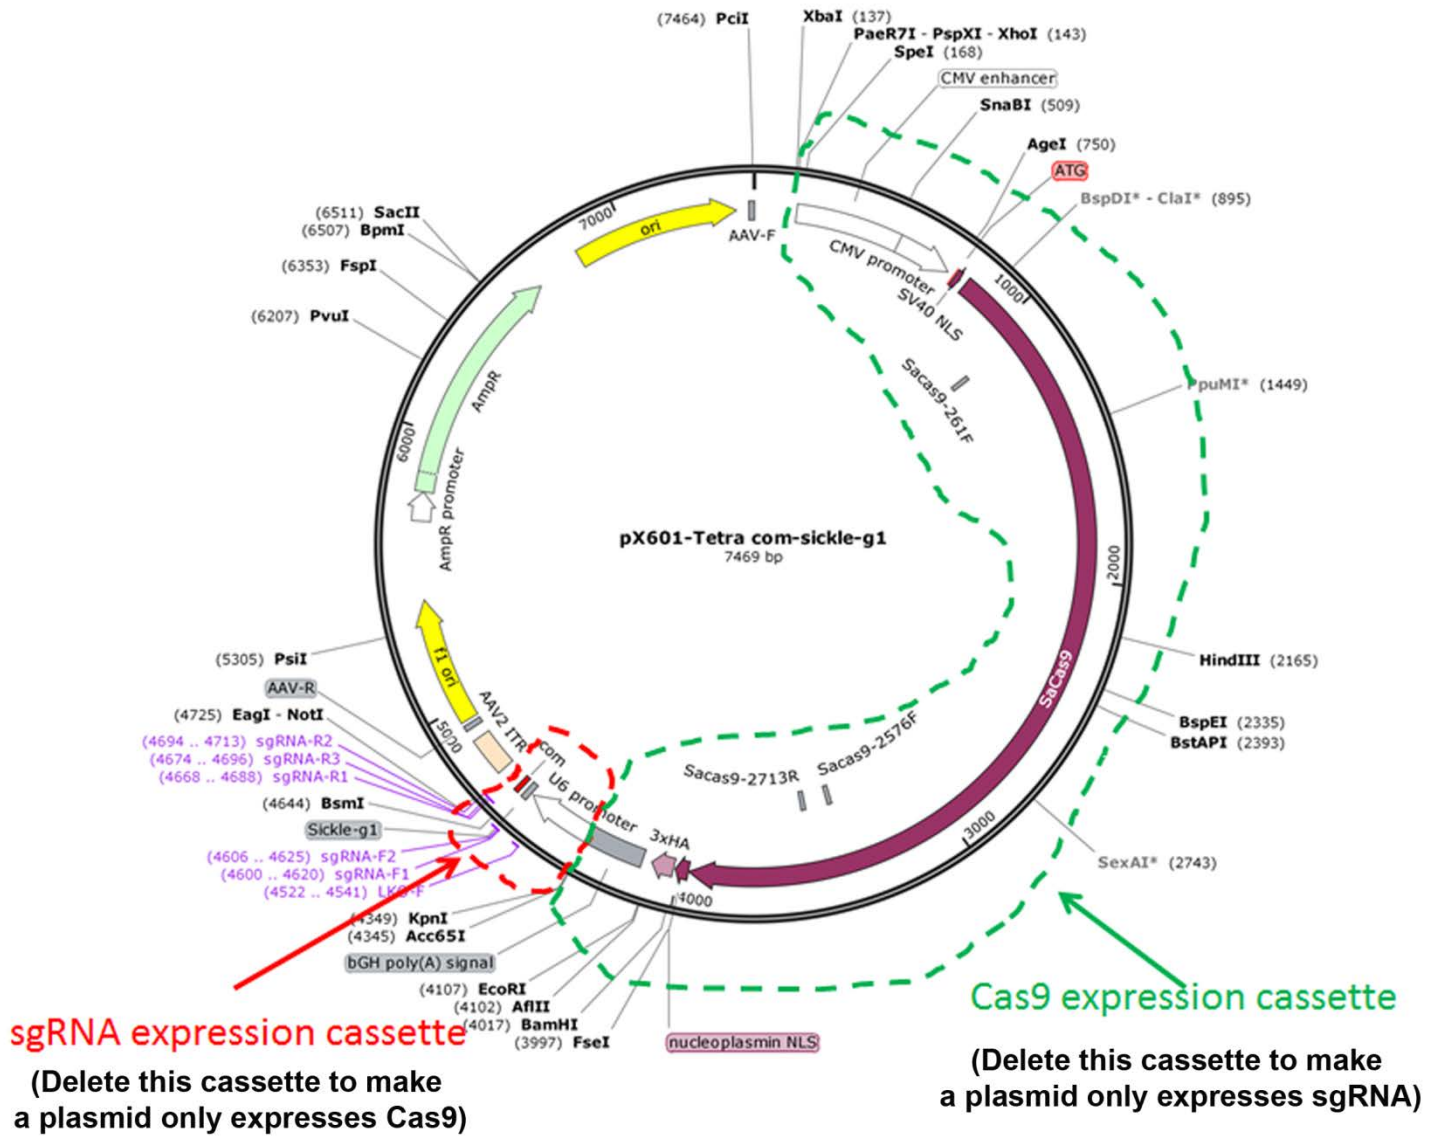 (7464) PciI
XbaI (137)
PaeR7I - PspXI - XhoI (143)
SpeI (168)
CMV enhancer
SnaBI (509)
AgeI (750)
ATG
BspDI* - ClaI* (895)
(6511) SacII
(6507) BpmI
(6353) FspI
(6207) PvuI
7000
ori
AAV-F
CMV promoter
SV40 NLS
1000
AmpR
Sacas9-261F
PpuMI* (1449)
6000
AmpR promoter
pX601-Tetra com-sickle-g1
7469 bp
2000
(5305) PsiI
f1 ori
SaCas9
HindIII (2165)
AAV-R
(4725) EagI - NotI
5000
AAV2 ITR
com
BspEI (2335)
BstAPI (2393)
(4694 .. 4713) sgRNA-R2
(4674 .. 4696) sgRNA-R3
(4668 .. 4688) sgRNA-R1
(4644) BsmI
Sickle-g1
U6 promoter
Sacas9-2713R
Sacas9-2576F
3xHA
3000
(4606 .. 4625) sgRNA-F2
(4600 .. 4620) sgRNA-F1
(4522 .. 4541)
SexAI* (2743)
4000
(4349) KpnI
(4345) Acc65I
bGH poly(A) signal
(4107) EcoRI
(4102) AflII
(4017) BamHI
(3997) FseI
nucleoplasmin NLS
sgRNA expression cassette
(Delete this cassette to make
a plasmid only expresses Cas9)
Cas9 expression cassette
(Delete this cassette to make
a plasmid only expresses sgRNA)